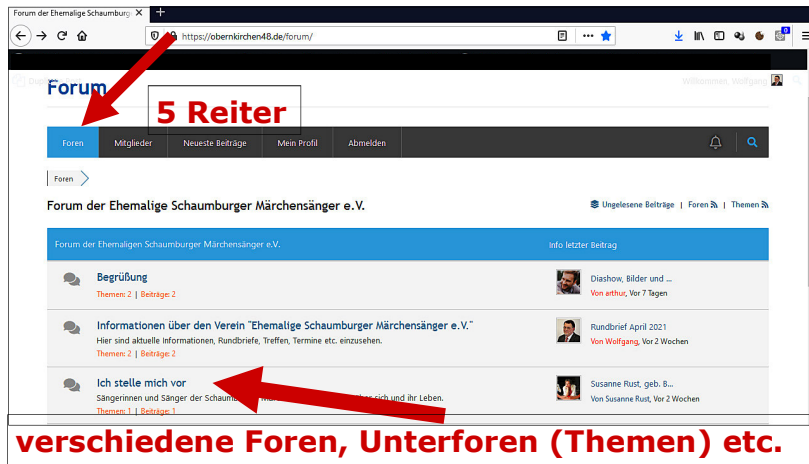 Forum der Ehemalige Schaumburg
https://obernkirchen48.de/forum/
Forum
Willkommen, Wolfgang
5 Reiter
Foren Mitglieder Neueste Beiträge Mein Profil Abmelden
Foren
Forum der Ehemalige Schaumburger Märchensänger e.V.
Ungelesene Beiträge | Foren | Themen
Forum der Ehemaligen Schaumburger Märchensänger e.V. Info letzter Beitrag
Begrüßung
Themen: 2 | Beiträge: 2
Diashow, Bilder und ...
Von arthur, Vor 7 Tagen
Informationen über den Verein "Ehemalige Schaumburger Märchensänger e.V."
Hier sind aktuelle Informationen, Rundbriefe, Treffen, Termine etc. einzusehen.
Themen: 2 | Beiträge: 2
Rundbrief April 2021
Von Wolfgang, Vor 2 Wochen
Ich stelle mich vor
Sängerinnen und Sänger der Schaumbu sich und ihr Leben.
Themen: 1 | Beiträge: 1
Susanne Rust, geb. B...
Von Susanne Rust, Vor 2 Wochen
verschiedene Foren, Unterforen (Themen) etc.